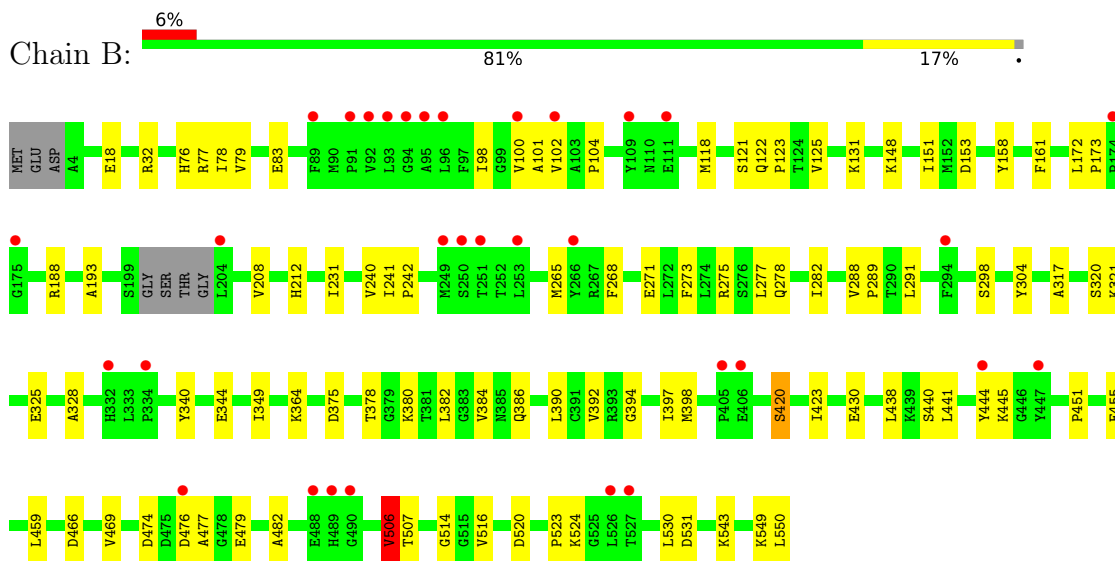 6%
Chain B:
81% 17% •
MET GLU ASP A4 E18 R32 H76 R77 I78 V79 E83 F89 M90 P91 V92 L93 G94 A95 L96 F97 I98 G99 V100 A101 V102 A103 P104 Y109 N110 E111 M118 S121 Q122 P123 T124 V125 K131 K148 I151 M152 D153 Y158 F161 L172 P173
G175 R188 A193 S199 GLY SER THR GLY L204 V208 H212 I231 V240 I241 P242 M249 S250 T251 T252 L253 M265 Y266 R267 F268 E271 L272 F273 L274 R275 S276 L277 Q278 I282 V288 P289 T290 L291 F294 S298 Y304 A317 S320 K321
E325 A328 H332 L333 P334 Y340 E344 I349 K364 D375 T378 G379 K380 T381 L382 G383 V384 N385 Q386 L390 C391 V392 R393 G394 I397 M398 P405 E406 S420 I423 E430 L438 K439 S440 L441 Y444 K445 G446 Y447 P451
L459 D466 V469 D474 D475 D476 A477 G478 E479 A482 E488 H489 G490 V506 T507 G514 G515 V516 D520 P523 K524 G525 L526 T527 L530 D531 K543 K549 L550